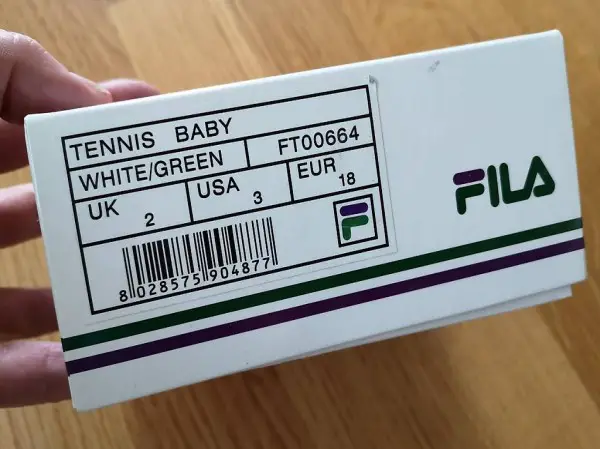 TENNIS BABY
WHITE/GREEN FT00664
UK 2 USA 3 EUR 18
8 028575 904877
F
FILA